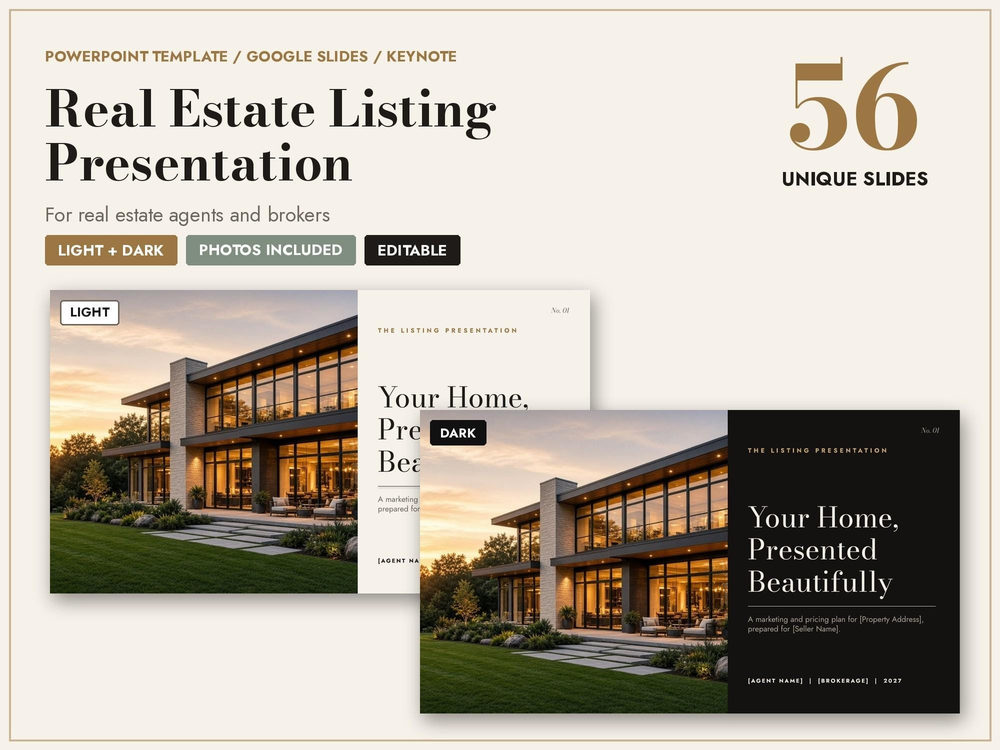 POWERPOINT TEMPLATE / GOOGLE SLIDES / KEYNOTE
Real Estate Listing
Presentation
For real estate agents and brokers
LIGHT + DARK
PHOTOS INCLUDED
EDITABLE
56
UNIQUE SLIDES
LIGHT
No. 01
THE LISTING PRESENTATION
Your Home,
Pre
Bea
A marketing
prepared for
[AGENT NA
DARK
No. 01
THE LISTING PRESENTATION
Your Home,
Presented
Beautifully
A marketing and pricing plan for [Property Address],
prepared for [Seller Name].
[AGENT NAME] | [BROKERAGE] | 2027